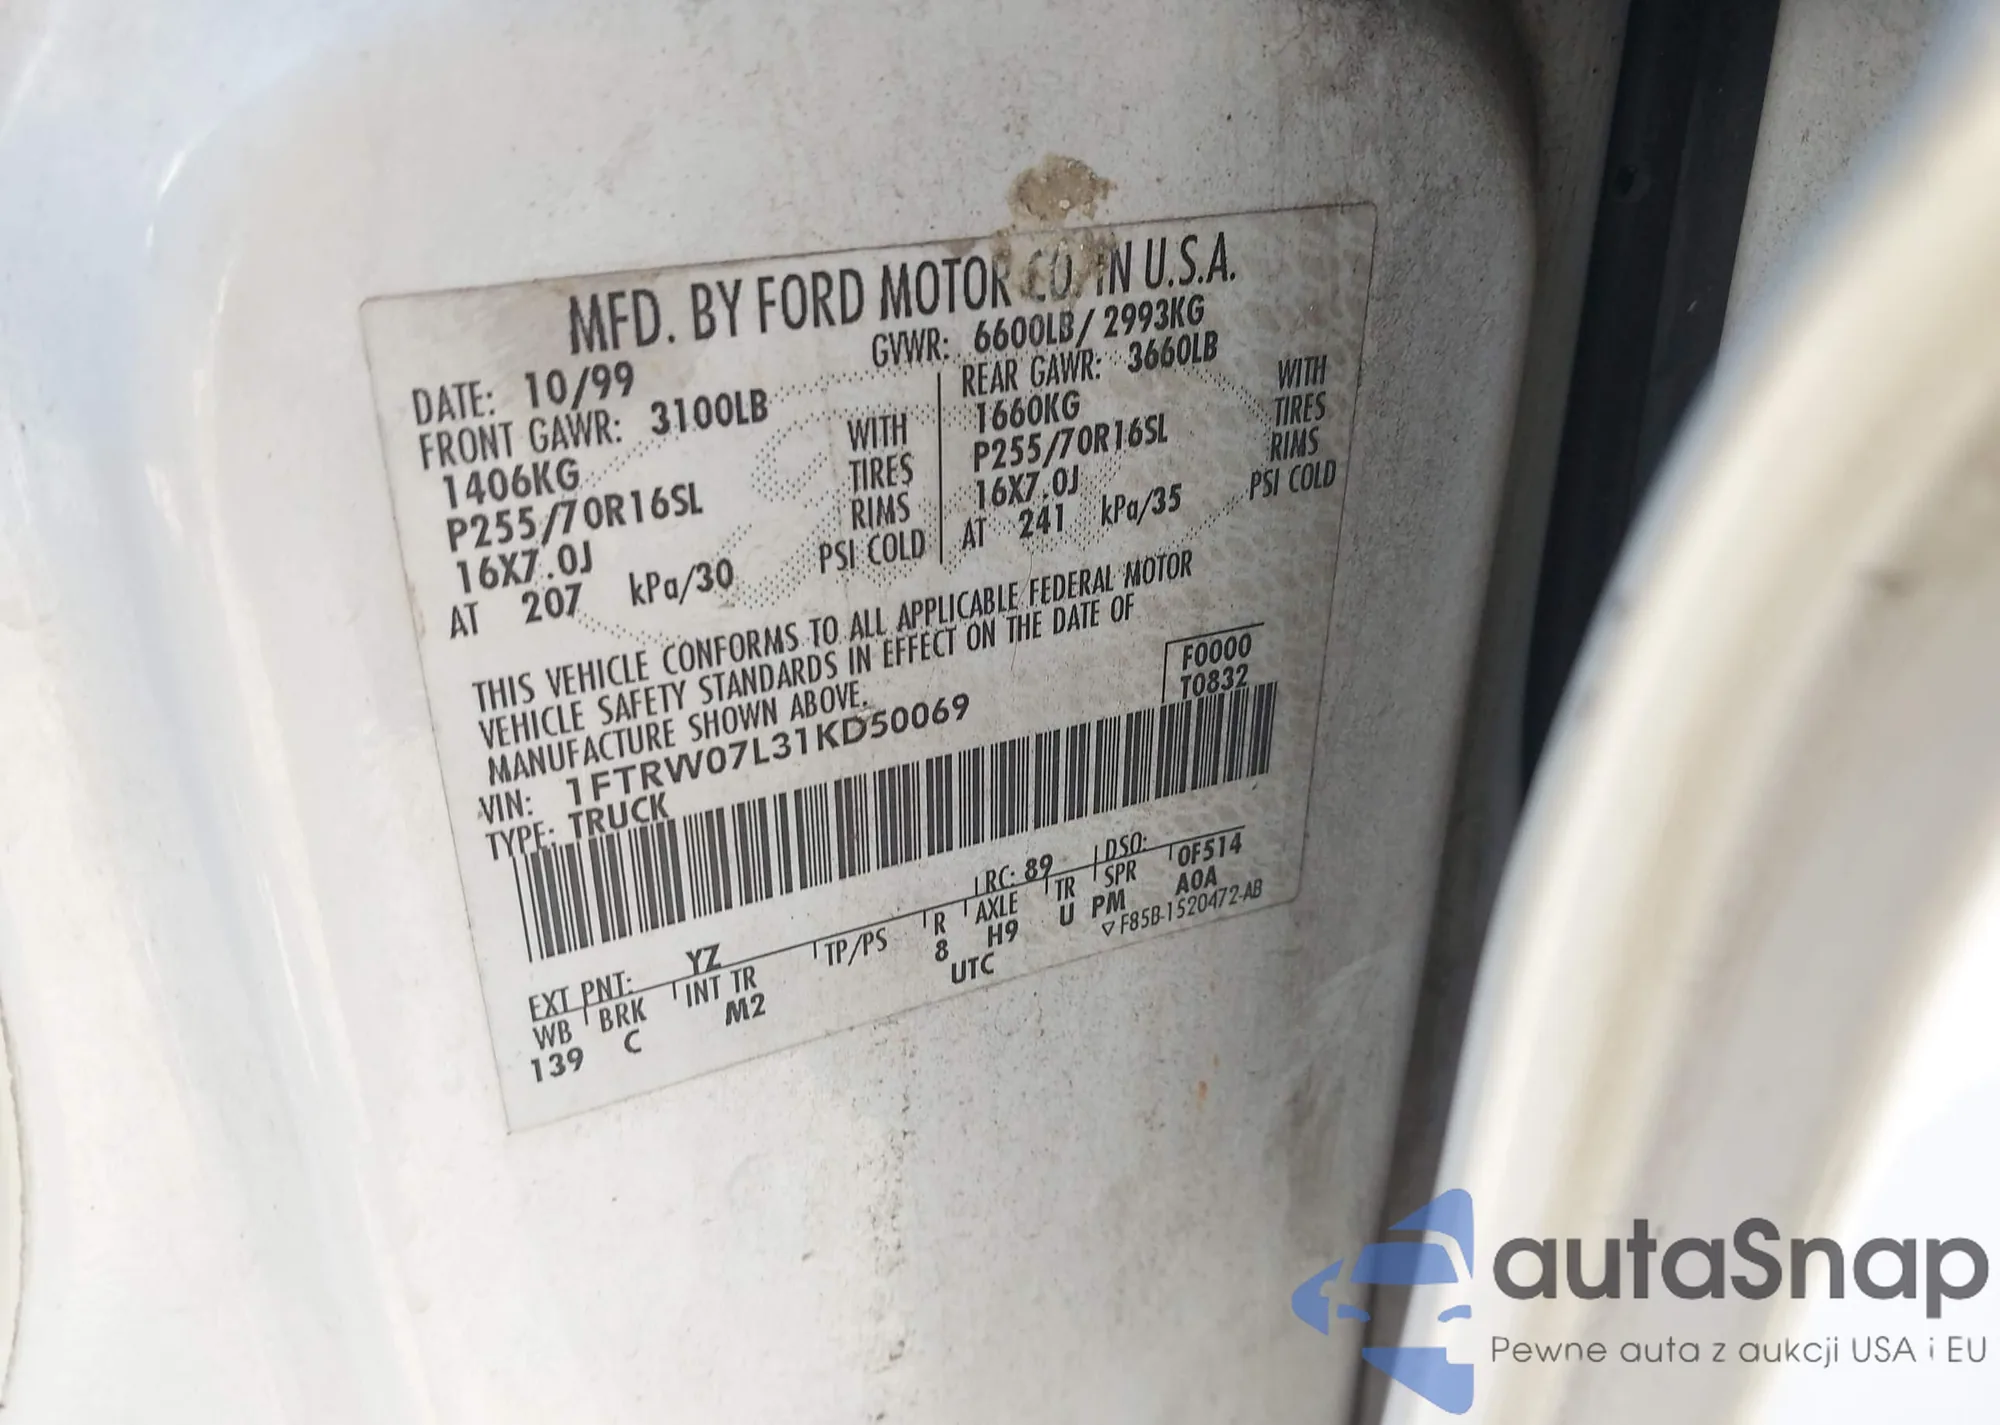 MFD. BY FORD MOTOR CO. IN U.S.A.
DATE: 10/99 GVWR: 6600LB/ 2993KG
FRONT GAWR: 3100LB REAR GAWR: 3660LB
1406KG WITH 1660KG WITH
P255/70R16SL TIRES P255/70R16SL TIRES
16X7.0J RIMS 16X7.0J RIMS
AT 207 kPa/30 PSI COLD AT 241 kPa/35 PSI COLD
THIS VEHICLE CONFORMS TO ALL APPLICABLE FEDERAL MOTOR
VEHICLE SAFETY STANDARDS IN EFFECT ON THE DATE OF
MANUFACTURE SHOWN ABOVE.
F0000
VIN: 1FTRW07L31KD50069 T0832
TYPE: TRUCK
EXT PNT: YZ RC: 89 DSO: 0F514
WB BRK INT TR TP/PS R AXLE TR SPR A0A
139 C M2 8 H9 U PM
UTC ▽F85B-1520472-AB
autaSnap
Pewne auta z aukcji USA i EU